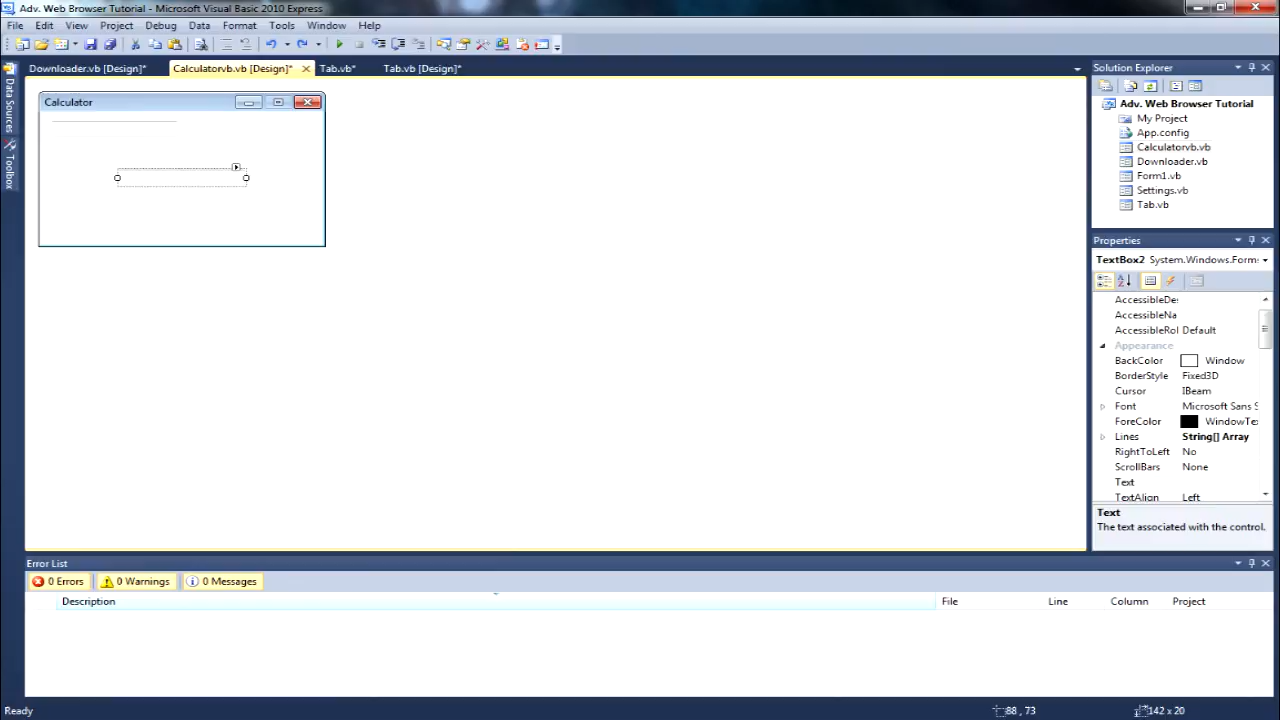 Adv. Web Browser Tutorial - Microsoft Visual Basic 2010 Express
File Edit View Project Debug Data Format Tools Window Help
Downloader.vb [Design]* Calculatorvb.vb [Design]* Tab.vb* Tab.vb [Design]*
Data Sources
Toolbox
Calculator
Solution Explorer
Adv. Web Browser Tutorial
My Project
App.config
Calculatorvb.vb
Downloader.vb
Form1.vb
Settings.vb
Tab.vb
Properties
TextBox2 System.Windows.Forms
AccessibleDes
AccessibleNa
AccessibleRol Default
Appearance
BackColor Window
BorderStyle Fixed3D
Cursor IBeam
Font Microsoft Sans S
ForeColor WindowTex
Lines String[] Array
RightToLeft No
ScrollBars None
Text
TextAlign Left
Text
The text associated with the control.
Error List
0 Errors 0 Warnings 0 Messages
Description File Line Column Project
Ready 88 , 73 142 x 20